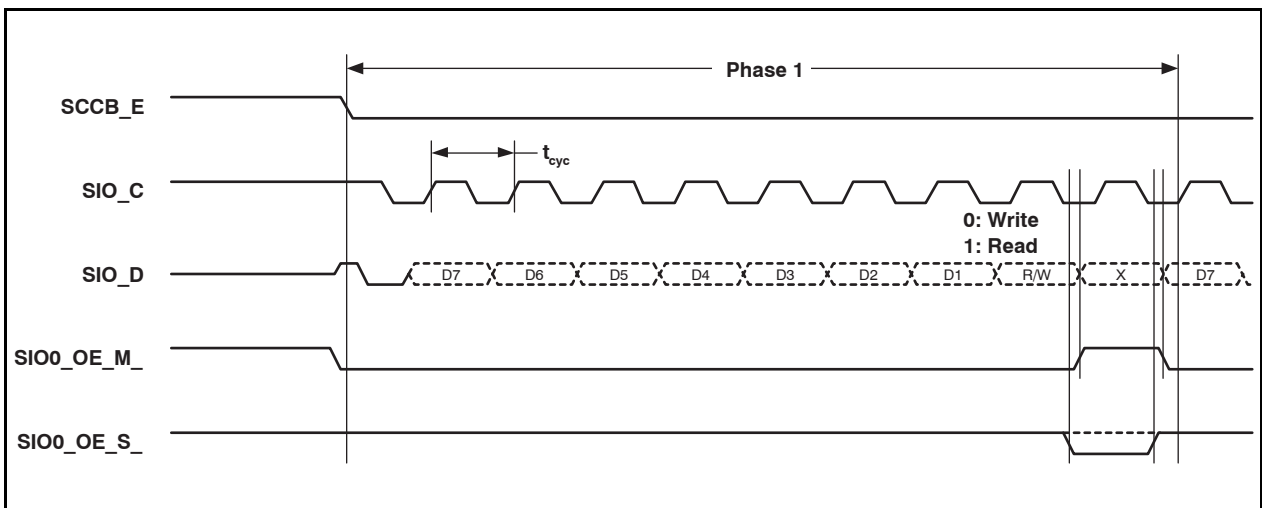 Phase 1
SCCB_E
t_cyc
SIO_C
0: Write
1: Read
SIO_D D7 D6 D5 D4 D3 D2 D1 R/W X D7
SIO0_OE_M_
SIO0_OE_S_